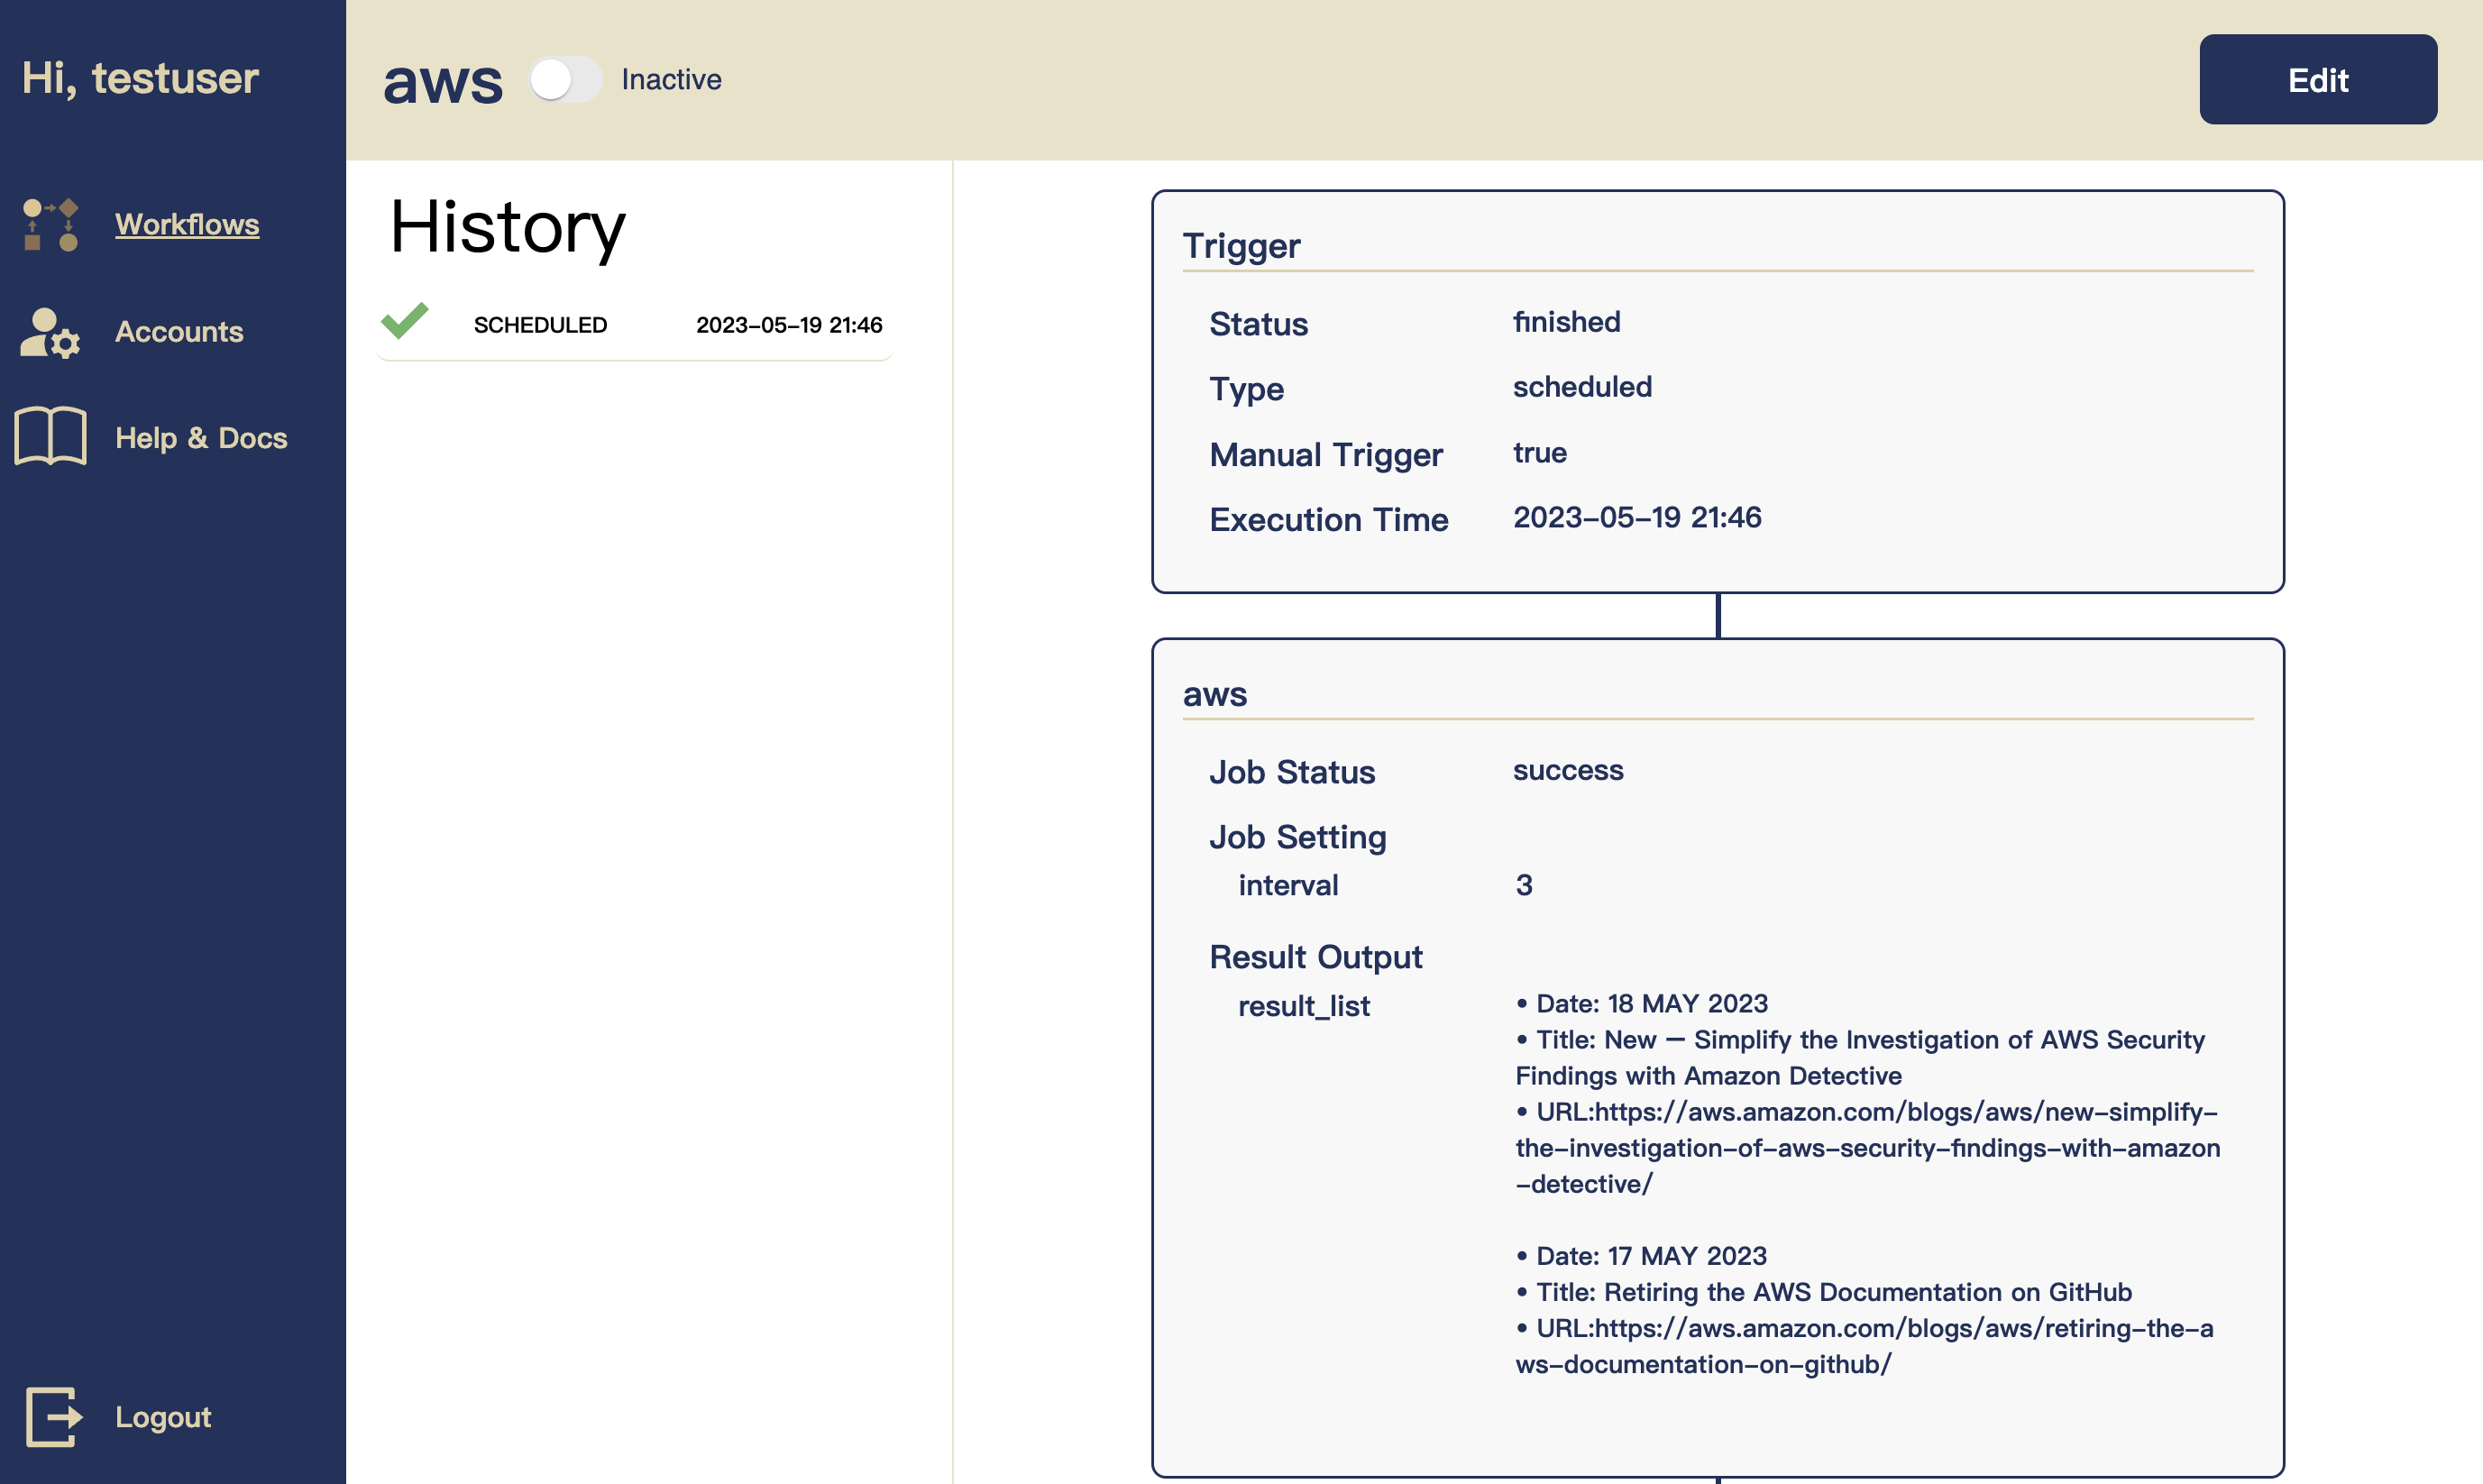 Hi, testuser
Workflows
Accounts
Help & Docs
Logout
aws
Inactive
Edit
History
SCHEDULED 2023-05-19 21:46
Trigger
Status finished
Type scheduled
Manual Trigger true
Execution Time 2023-05-19 21:46
aws
Job Status success
Job Setting
interval 3
Result Output
result_list
• Date: 18 MAY 2023
• Title: New — Simplify the Investigation of AWS Security
Findings with Amazon Detective
• URL:https://aws.amazon.com/blogs/aws/new-simplify-
the-investigation-of-aws-security-findings-with-amazon
-detective/
• Date: 17 MAY 2023
• Title: Retiring the AWS Documentation on GitHub
• URL:https://aws.amazon.com/blogs/aws/retiring-the-a
ws-documentation-on-github/